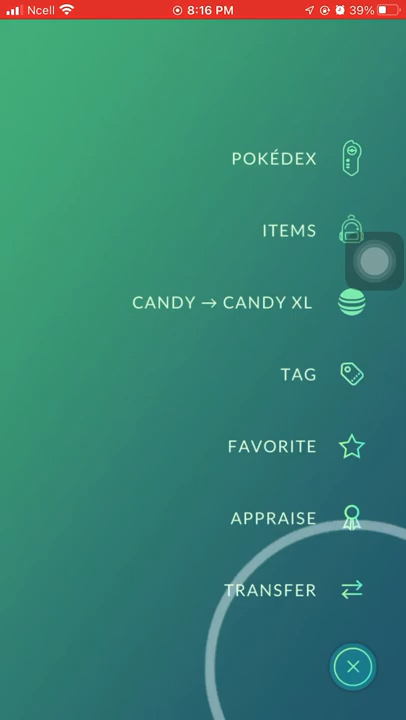 Ncell 8:16 PM 39%
POKÉDEX
ITEMS
CANDY → CANDY XL
TAG
FAVORITE
APPRAISE
TRANSFER